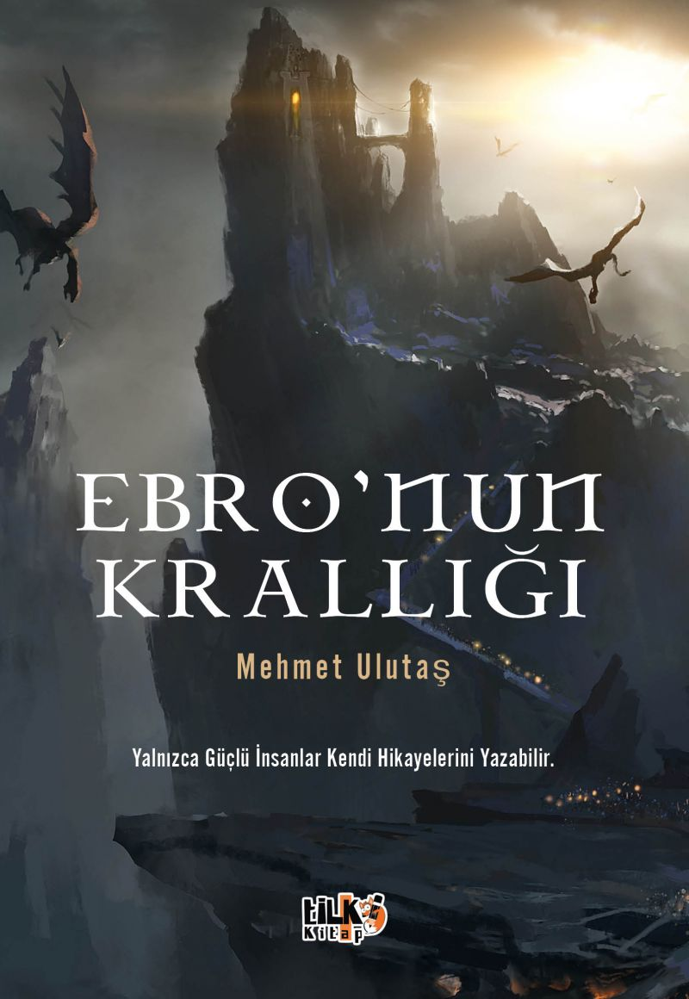 EBRO'NUN
KRALLIĞI
Mehmet Ulutaş
Yalnızca Güçlü İnsanlar Kendi Hikayelerini Yazabilir.
tiLKi
Kitap